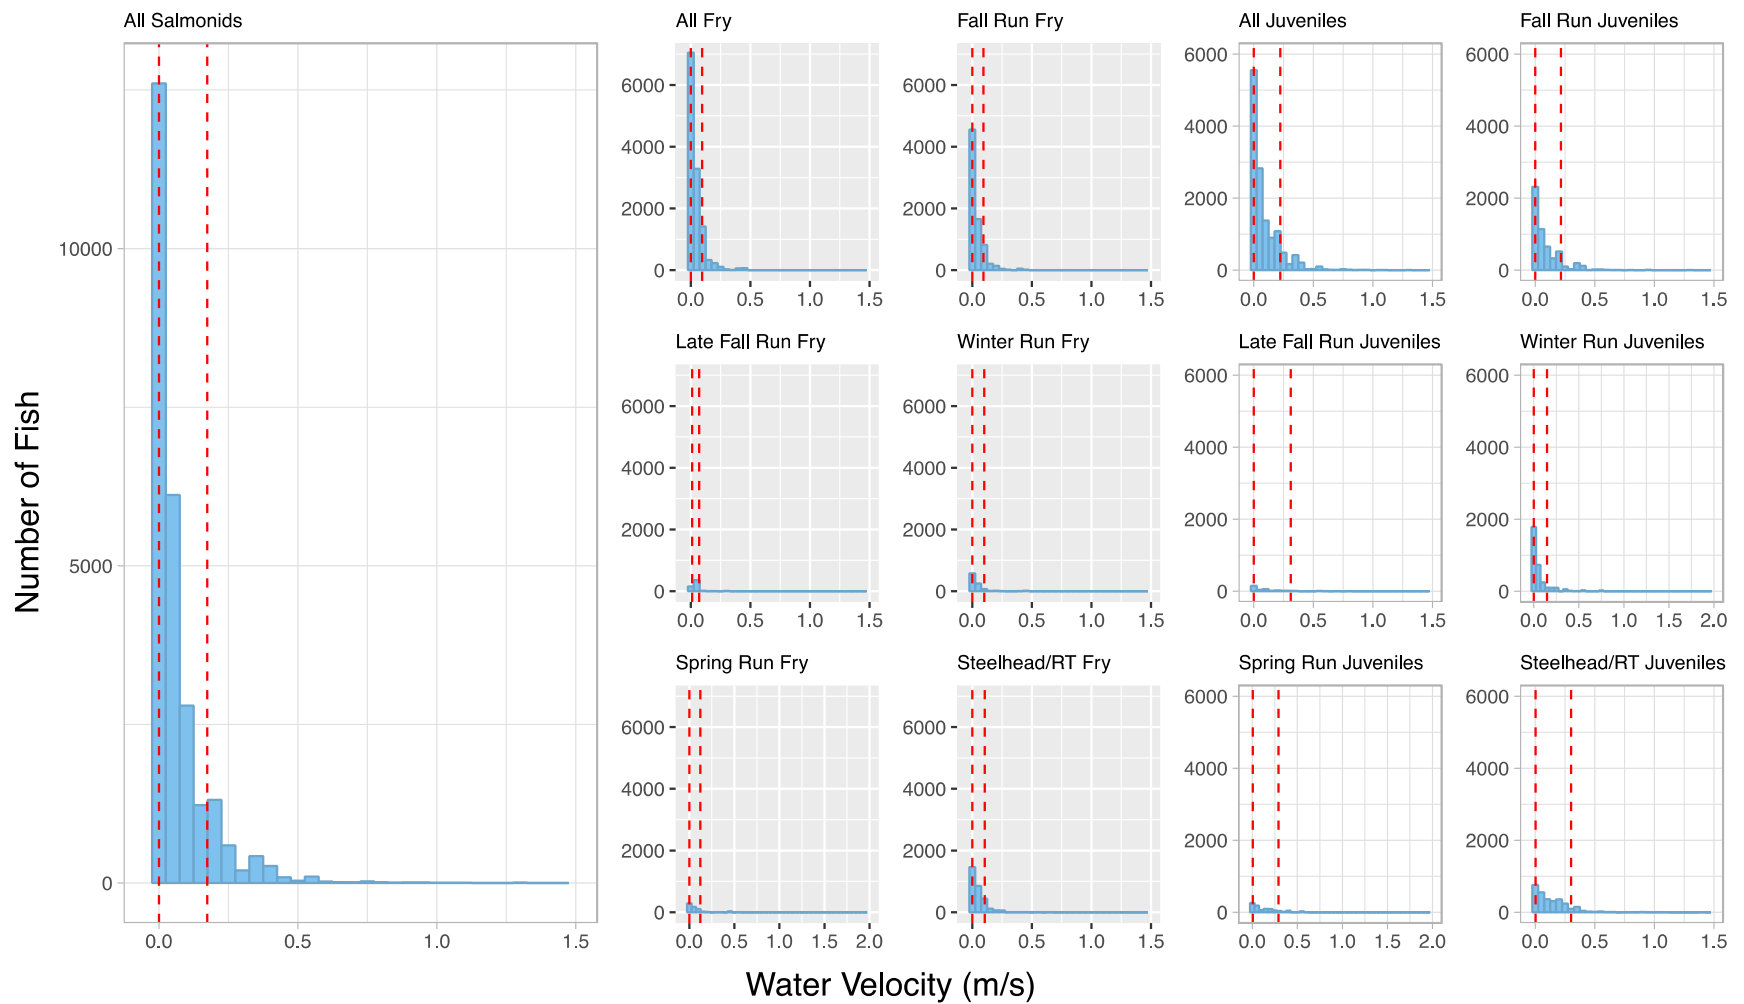 All Salmonids
All Fry
Fall Run Fry
All Juveniles
Fall Run Juveniles
10000
5000
0
0.0 0.5 1.0 1.5
6000
4000
2000
0
0.0 0.5 1.0 1.5
6000
4000
2000
0
0.0 0.5 1.0 1.5
6000
4000
2000
0
0.0 0.5 1.0 1.5
6000
4000
2000
0
0.0 0.5 1.0 1.5
Late Fall Run Fry
Winter Run Fry
Late Fall Run Juveniles
Winter Run Juveniles
6000
4000
2000
0
0.0 0.5 1.0 1.5
6000
4000
2000
0
0.0 0.5 1.0 1.5
6000
4000
2000
0
0.0 0.5 1.0 1.5
6000
4000
2000
0
0.0 0.5 1.0 1.5 2.0
Spring Run Fry
Steelhead/RT Fry
Spring Run Juveniles
Steelhead/RT Juveniles
6000
4000
2000
0
0.0 0.5 1.0 1.5 2.0
6000
4000
2000
0
0.0 0.5 1.0 1.5
6000
4000
2000
0
0.0 0.5 1.0 1.5 2.0
6000
4000
2000
0
0.0 0.5 1.0 1.5
Number of Fish
Water Velocity (m/s)